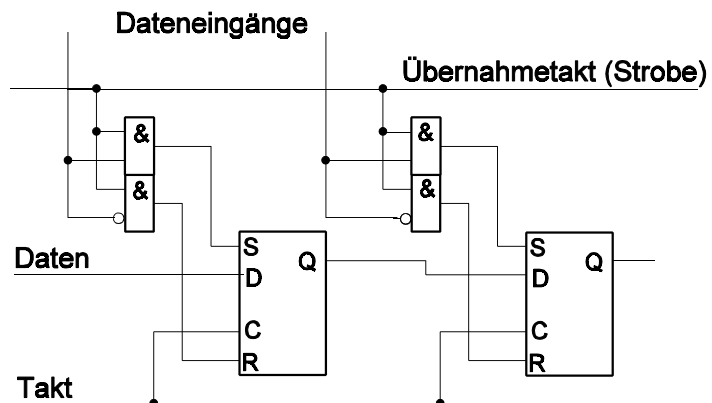 Dateneingänge
Übernahmetakt (Strobe)
& &
& &
S S
Daten D Q D Q
C C
R R
Takt